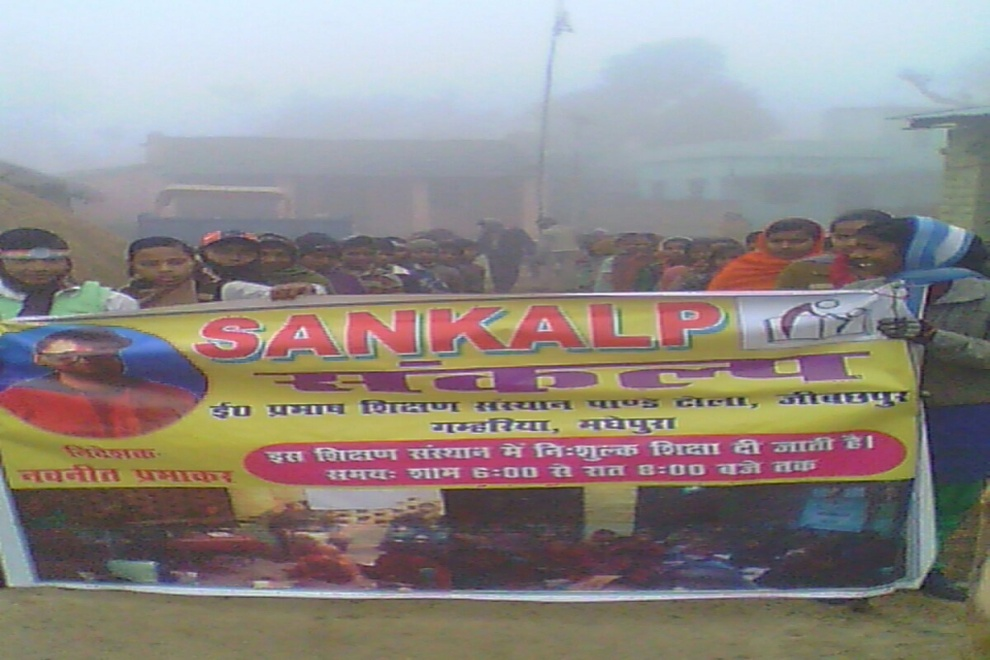 SANKALP
संकल्प
ई० प्रमाष शिक्षण संस्थान पाण्डे टोला, जीवछपुर
गम्हरिया, मधेपुरा
निदेशकः
नवनीत प्रभाकर
इस शिक्षण संस्थान में निःशुल्क शिक्षा दी जाती है।
समयः शाम 6:00 से रात 8:00 बजे तक